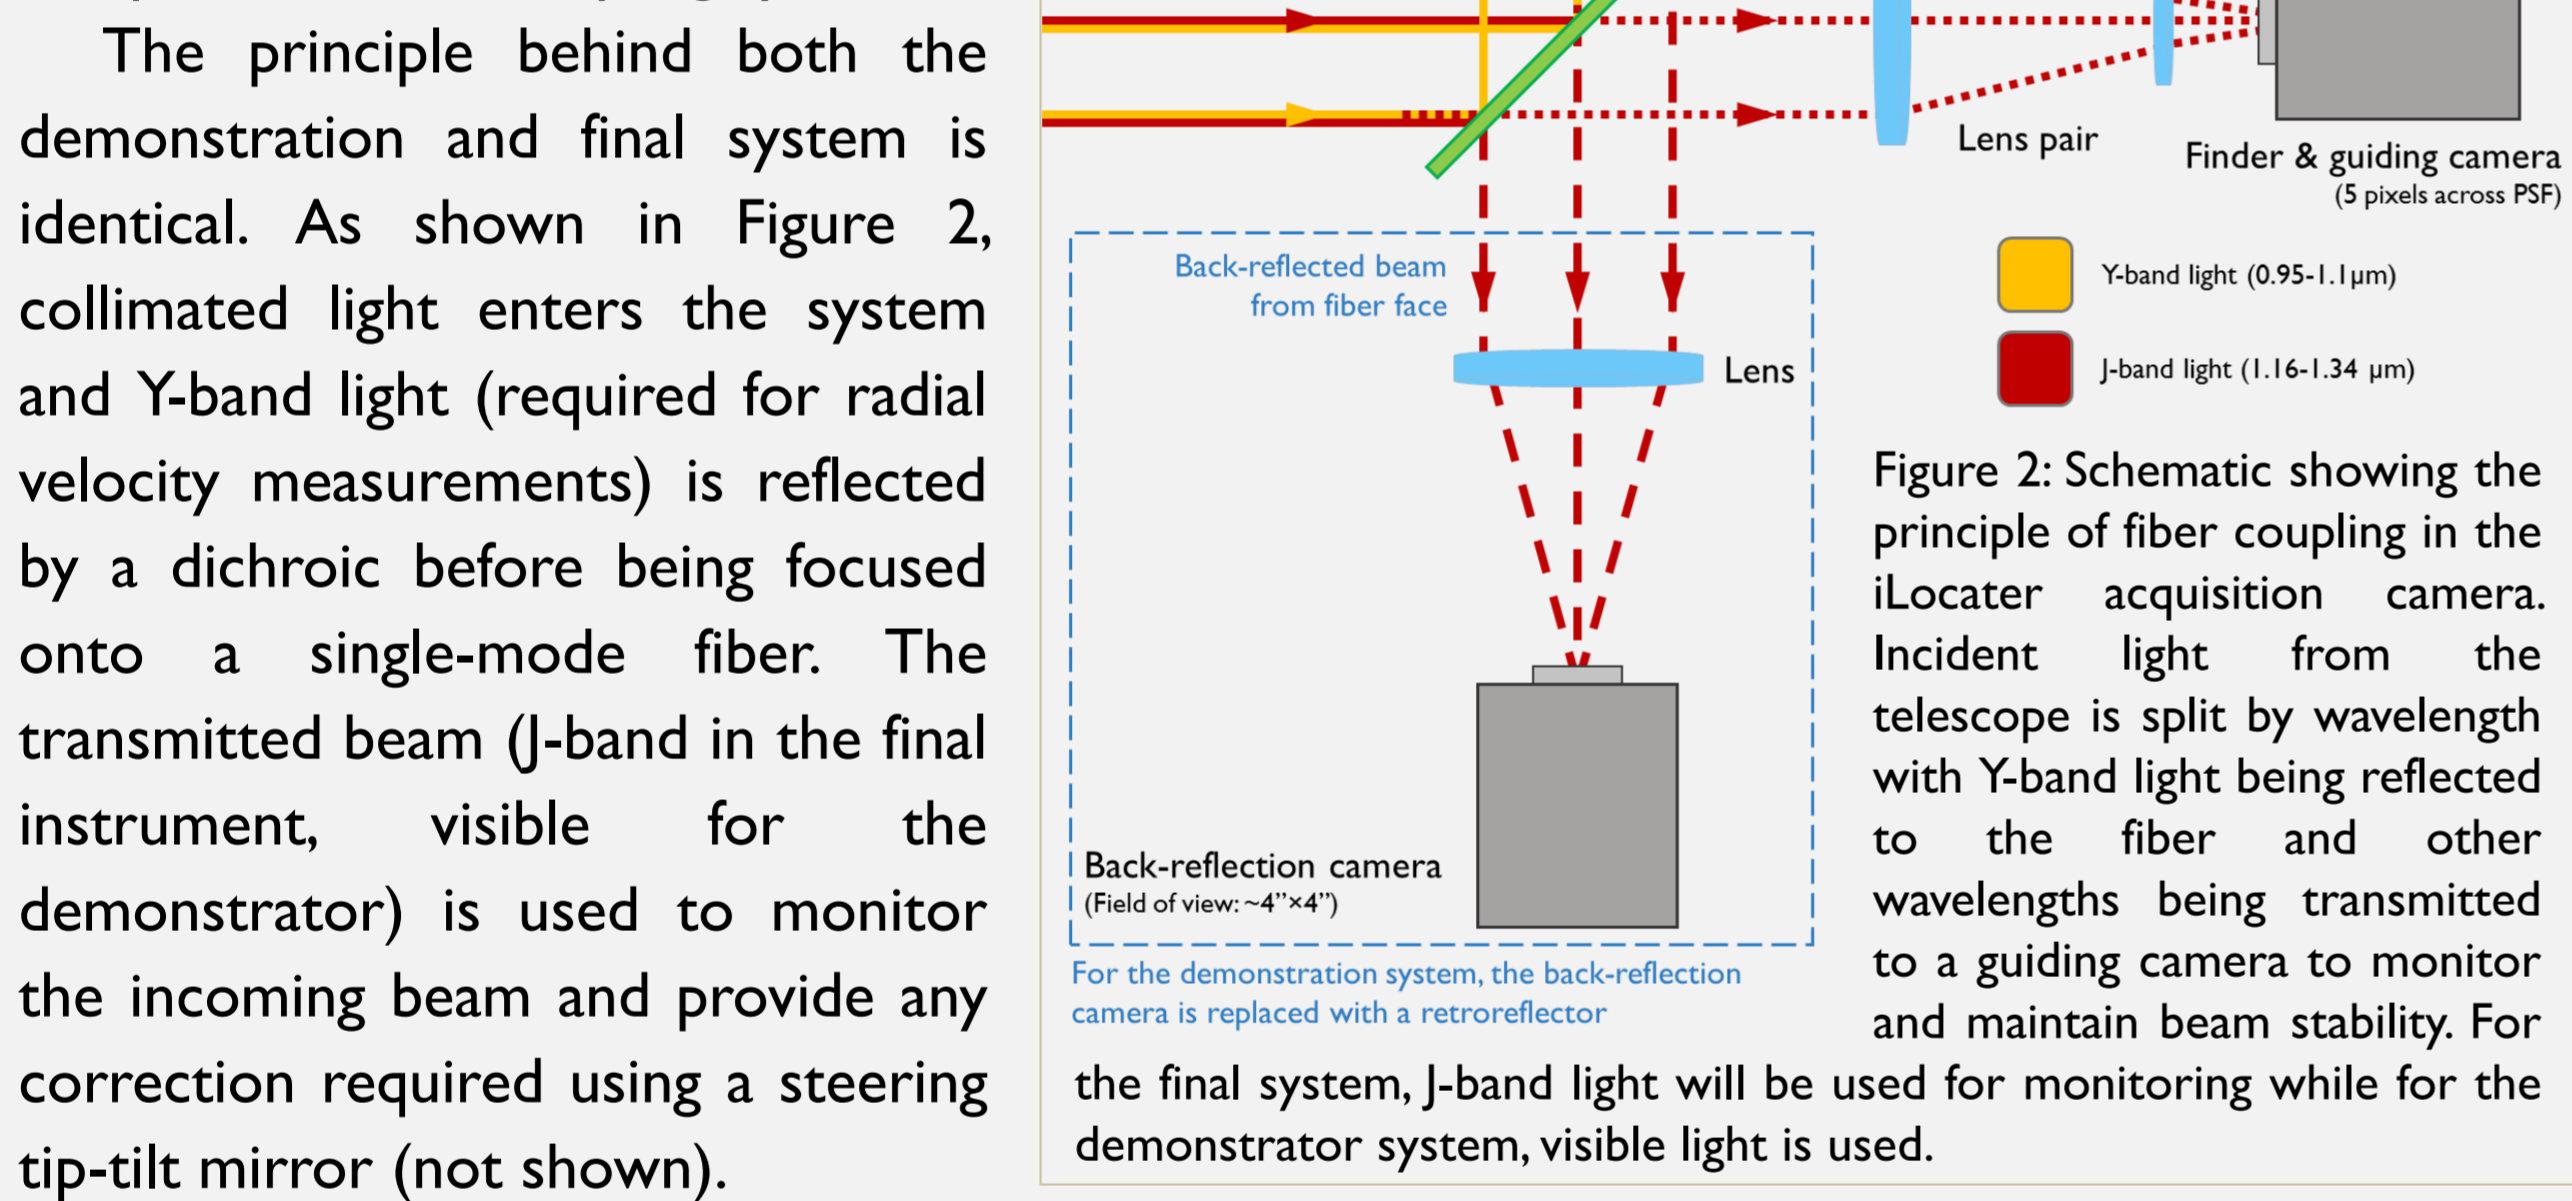 The principle behind both the
demonstration and final system is
identical. As shown in Figure 2,
collimated light enters the system
and Y-band light (required for radial
velocity measurements) is reflected
by a dichroic before being focused
onto a single-mode fiber. The
transmitted beam (J-band in the final
instrument, visible for the
demonstrator) is used to monitor
the incoming beam and provide any
correction required using a steering
tip-tilt mirror (not shown).
Lens pair
Finder & guiding camera
(5 pixels across PSF)
Back-reflected beam
from fiber face
Lens
Y-band light (0.95-1.1µm)
J-band light (1.16-1.34 µm)
Back-reflection camera
(Field of view: ~4”×4”)
For the demonstration system, the back-reflection
camera is replaced with a retroreflector
Figure 2: Schematic showing the
principle of fiber coupling in the
iLocater acquisition camera.
Incident light from the
telescope is split by wavelength
with Y-band light being reflected
to the fiber and other
wavelengths being transmitted
to a guiding camera to monitor
and maintain beam stability. For
the final system, J-band light will be used for monitoring while for the
demonstrator system, visible light is used.